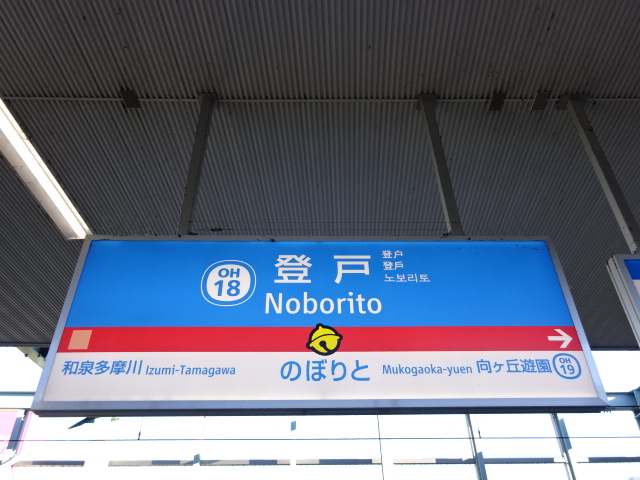 OH
18
登戸
登户
登戶
노보리토
Noborito
和泉多摩川 Izumi-Tamagawa
のぼりと
Mukogaoka-yuen 向ヶ丘遊園
OH
19